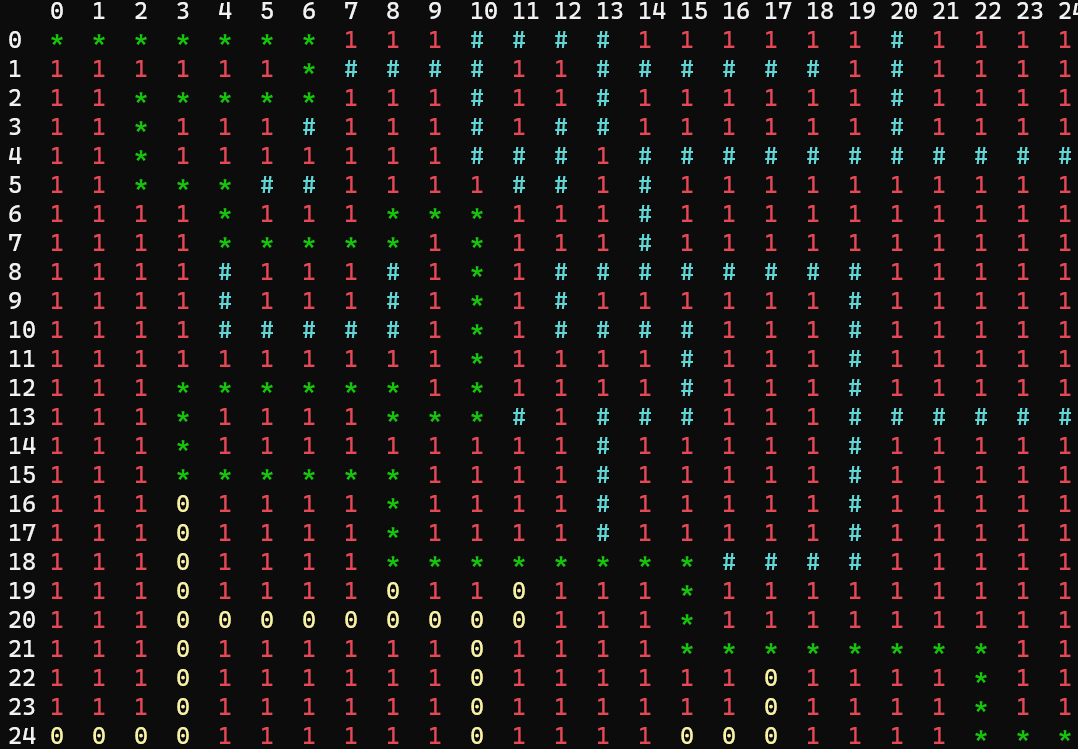 0 1 2 3 4 5 6 7 8 9 10 11 12 13 14 15 16 17 18 19 20 21 22 23 24
0 * * * * * * * 1 1 1 # # # # 1 1 1 1 1 1 # 1 1 1 1
1 1 1 1 1 1 1 * # # # # 1 1 # # # # # # 1 # 1 1 1 1
2 1 1 * * * * * 1 1 1 # 1 1 # 1 1 1 1 1 1 # 1 1 1 1
3 1 1 * 1 1 1 # 1 1 1 # 1 # # 1 1 1 1 1 1 # 1 1 1 1
4 1 1 * 1 1 1 1 1 1 1 # # # 1 # # # # # # # # # # #
5 1 1 * * * # # 1 1 1 1 # # 1 # 1 1 1 1 1 1 1 1 1 1
6 1 1 1 1 * 1 1 1 * * * 1 1 1 # 1 1 1 1 1 1 1 1 1 1
7 1 1 1 1 * * * * * 1 * 1 1 1 # 1 1 1 1 1 1 1 1 1 1
8 1 1 1 1 # 1 1 1 # 1 * 1 # # # # # # # # 1 1 1 1 1
9 1 1 1 1 # 1 1 1 # 1 * 1 # 1 1 1 1 1 1 # 1 1 1 1 1
10 1 1 1 1 # # # # # 1 * 1 # # # # 1 1 1 # 1 1 1 1 1
11 1 1 1 1 1 1 1 1 1 1 * 1 1 1 1 # 1 1 1 # 1 1 1 1 1
12 1 1 1 * * * * * * 1 * 1 1 1 1 # 1 1 1 # 1 1 1 1 1
13 1 1 1 * 1 1 1 1 * * * # 1 # # # 1 1 1 # # # # # #
14 1 1 1 * 1 1 1 1 1 1 1 1 1 # 1 1 1 1 1 # 1 1 1 1 1
15 1 1 1 * * * * * * 1 1 1 1 # 1 1 1 1 1 # 1 1 1 1 1
16 1 1 1 0 1 1 1 1 * 1 1 1 1 # 1 1 1 1 1 # 1 1 1 1 1
17 1 1 1 0 1 1 1 1 * 1 1 1 1 # 1 1 1 1 1 # 1 1 1 1 1
18 1 1 1 0 1 1 1 1 * * * * * * * * # # # # 1 1 1 1 1
19 1 1 1 0 1 1 1 1 0 1 1 0 1 1 1 * 1 1 1 1 1 1 1 1 1
20 1 1 1 0 0 0 0 0 0 0 0 0 1 1 1 * 1 1 1 1 1 1 1 1 1
21 1 1 1 0 1 1 1 1 1 1 0 1 1 1 1 * * * * * * * * 1 1
22 1 1 1 0 1 1 1 1 1 1 0 1 1 1 1 1 1 0 1 1 1 1 * 1 1
23 1 1 1 0 1 1 1 1 1 1 0 1 1 1 1 1 1 0 1 1 1 1 * 1 1
24 0 0 0 0 1 1 1 1 1 1 0 1 1 1 1 0 0 0 1 1 1 1 * * *